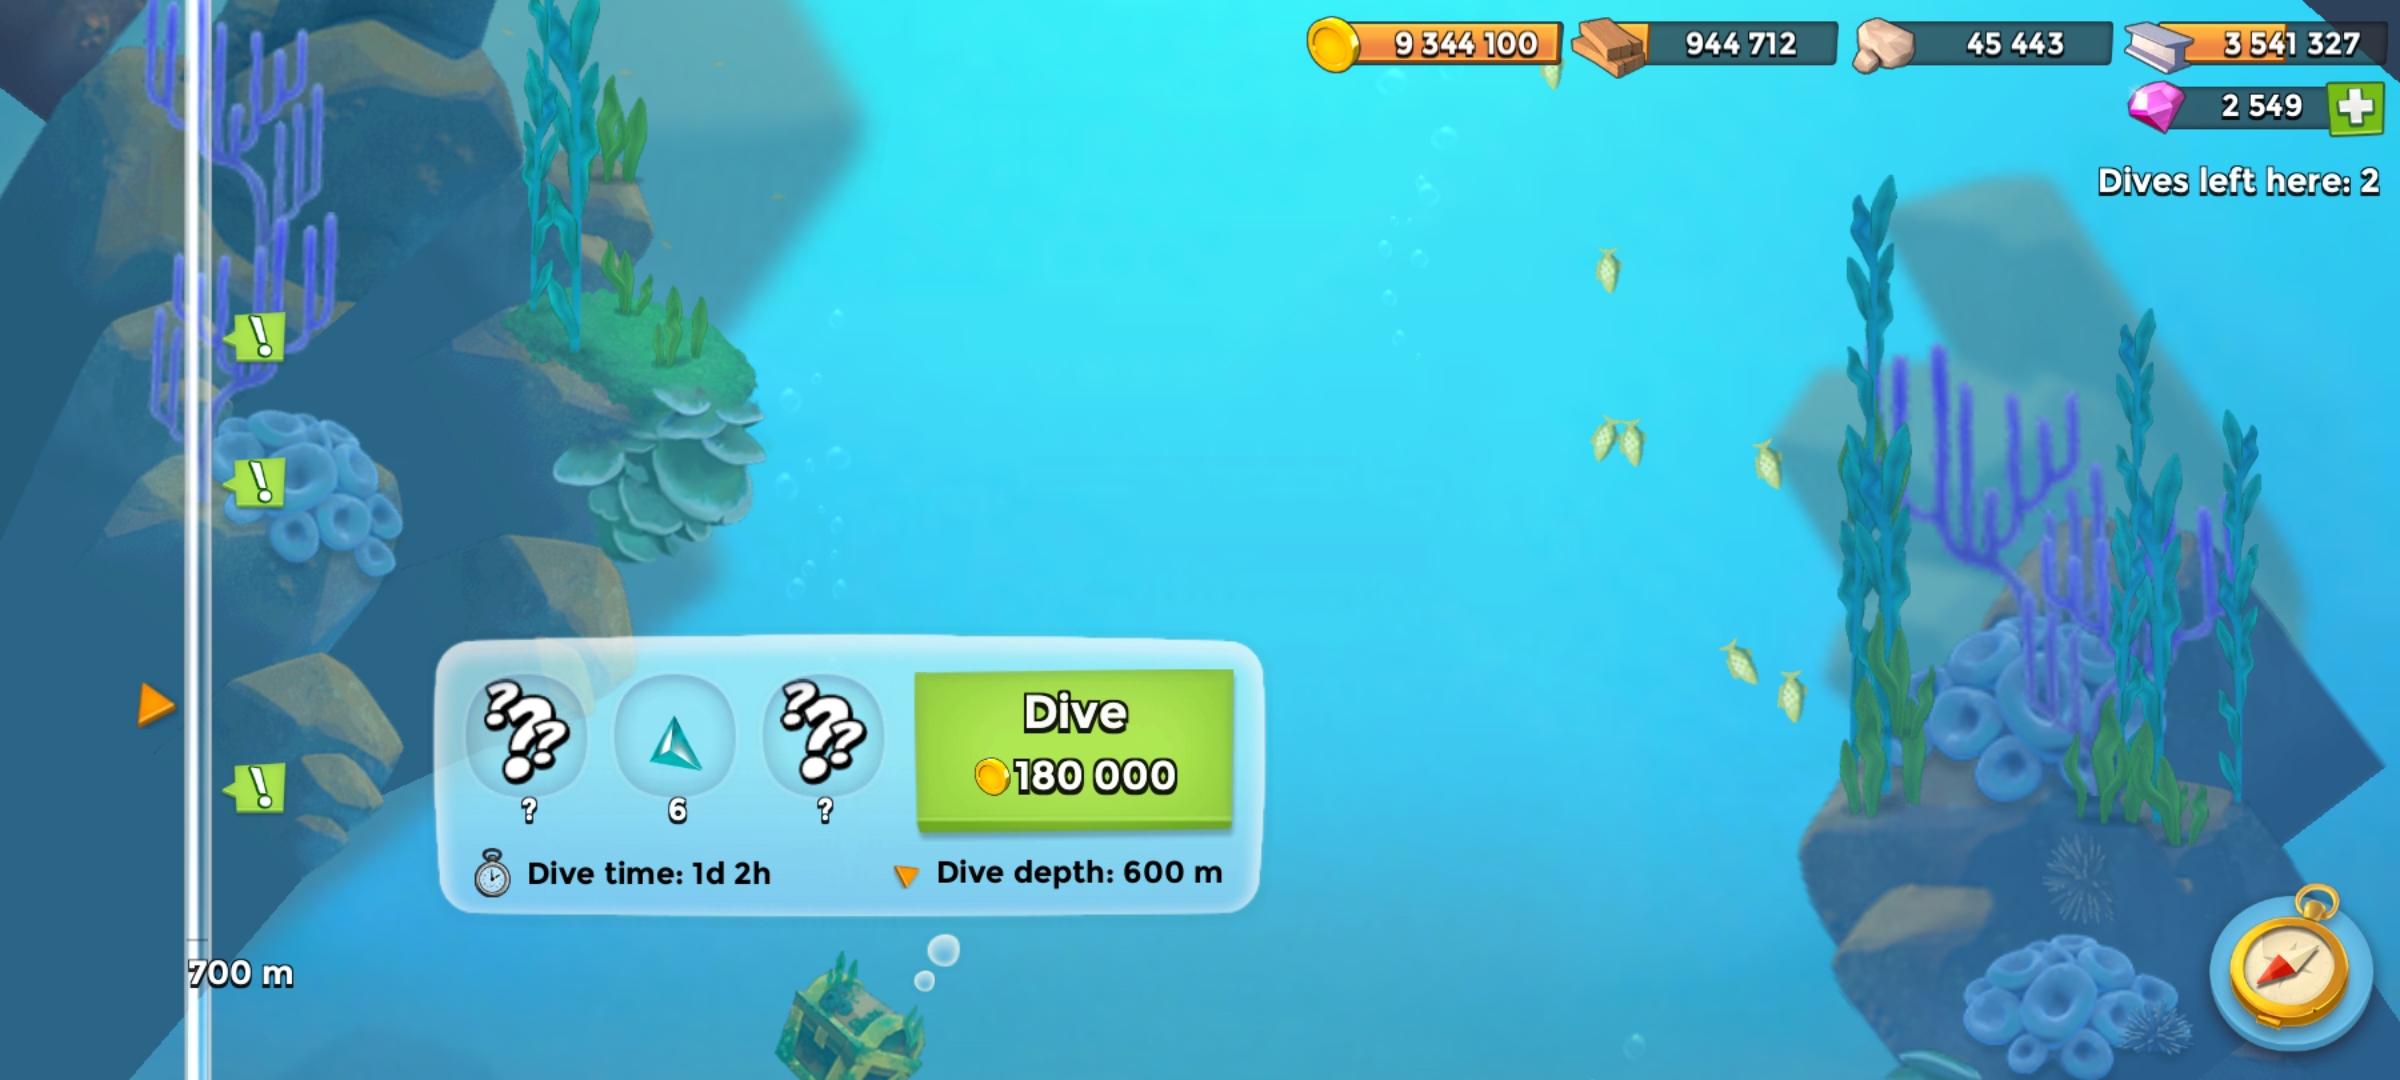 9 344 100
944 712
45 443
3 541 327
2 549
Dives left here: 2
!
!
!
???
?
6
???
?
Dive
180 000
Dive time: 1d 2h
Dive depth: 600 m
700 m